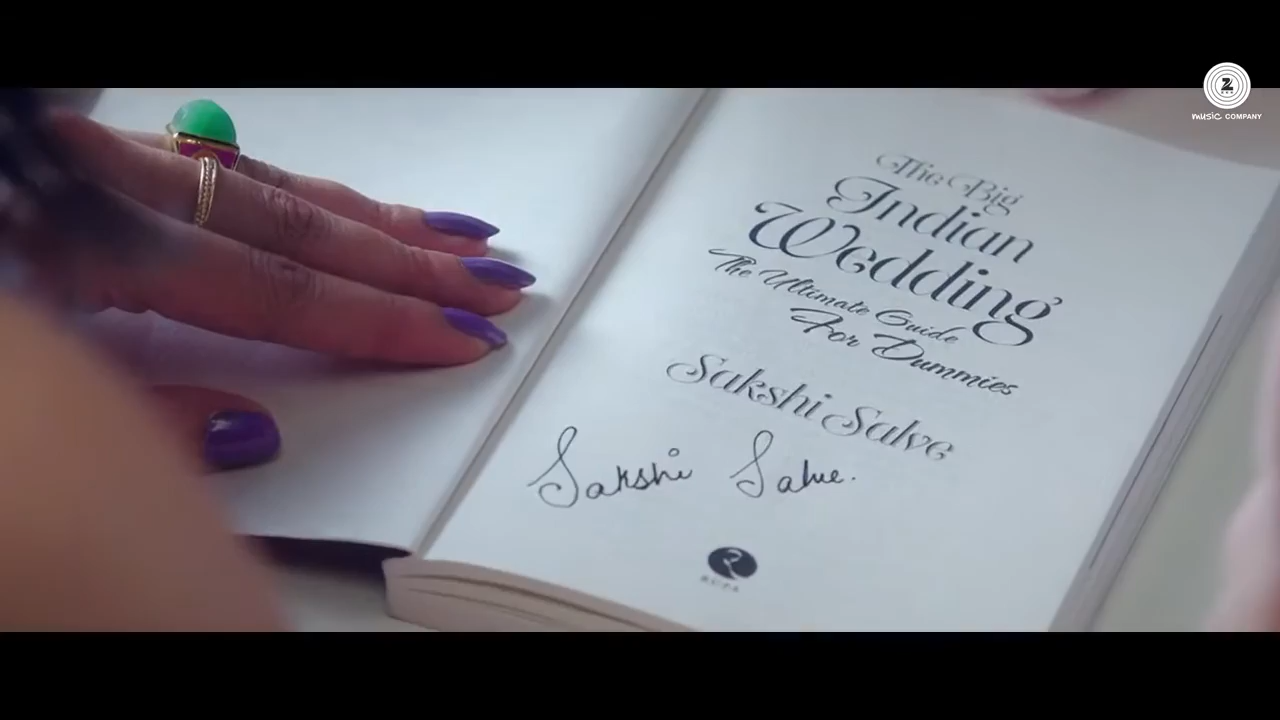 The Big
Indian
Wedding
The Ultimate Guide
For Dummies
Sakshi Salve
Sakshi Salve.
RUPA
Z
music COMPANY